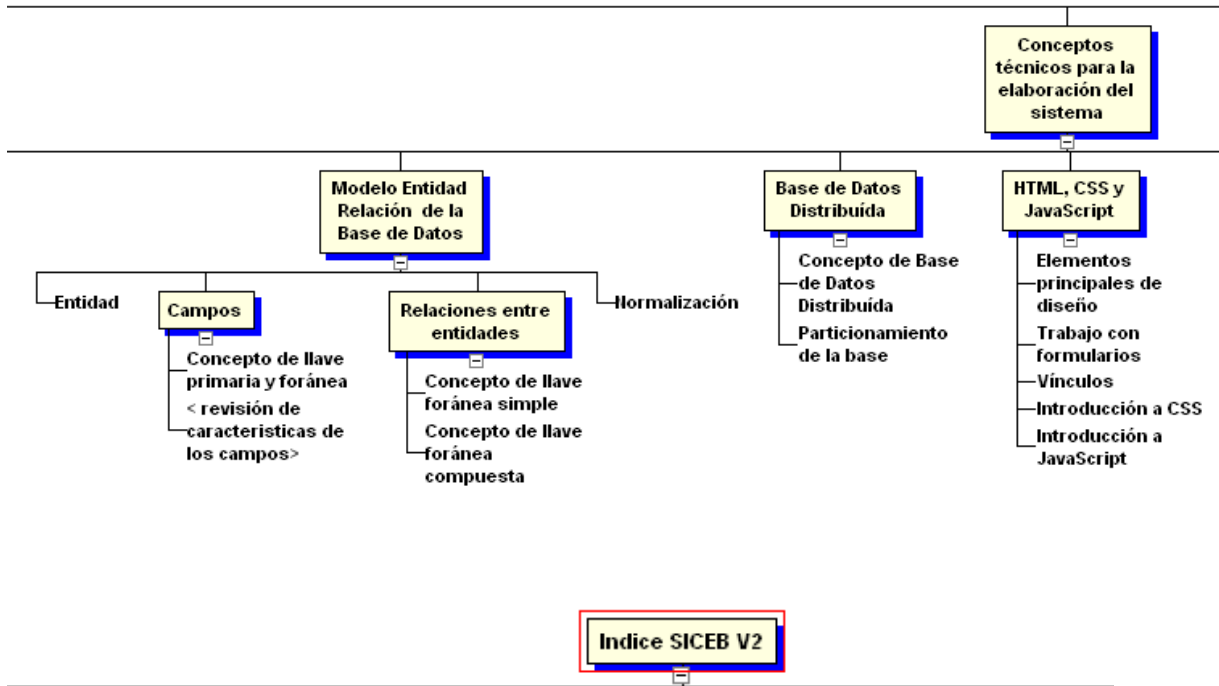 Conceptos
técnicos para la
elaboración del
sistema
Modelo Entidad
Relación de la
Base de Datos
Base de Datos
Distribuída
HTML, CSS y
JavaScript
Entidad
Campos
Concepto de llave
primaria y foránea
< revisión de
caracteristicas de
los campos>
Relaciones entre
entidades
Concepto de llave
foránea simple
Concepto de llave
foránea
compuesta
Normalización
Concepto de Base
de Datos
Distribuída
Particionamiento
de la base
Elementos
principales de
diseño
Trabajo con
formularios
Vínculos
Introducción a CSS
Introducción a
JavaScript
Indice SICEB V2